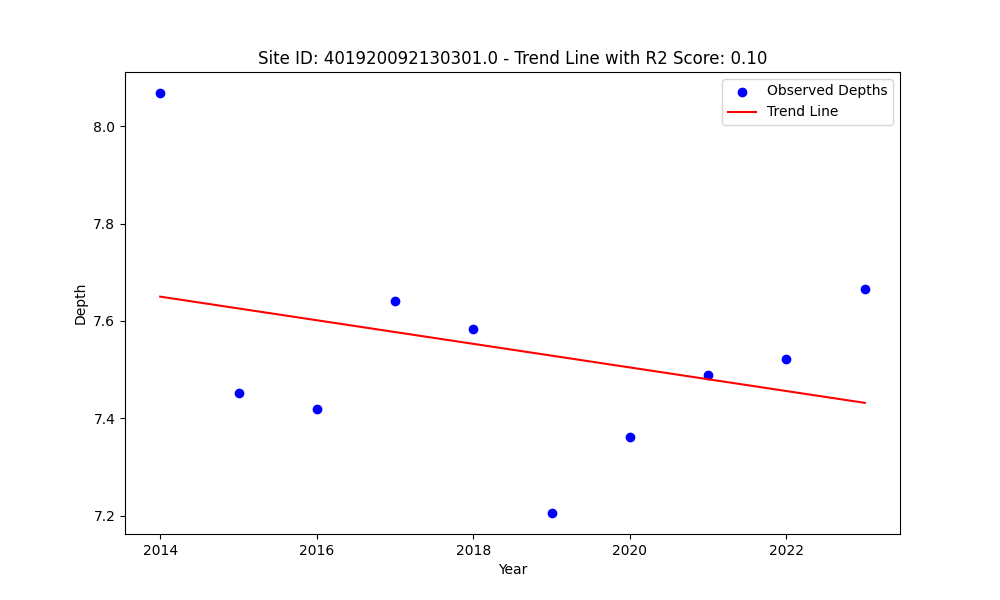 Site ID: 401920092130301.0 - Trend Line with R2 Score: 0.10
Observed Depths
Trend Line
8.0
7.8
7.6
7.4
7.2
Depth
2014
2016
2018
2020
2022
Year